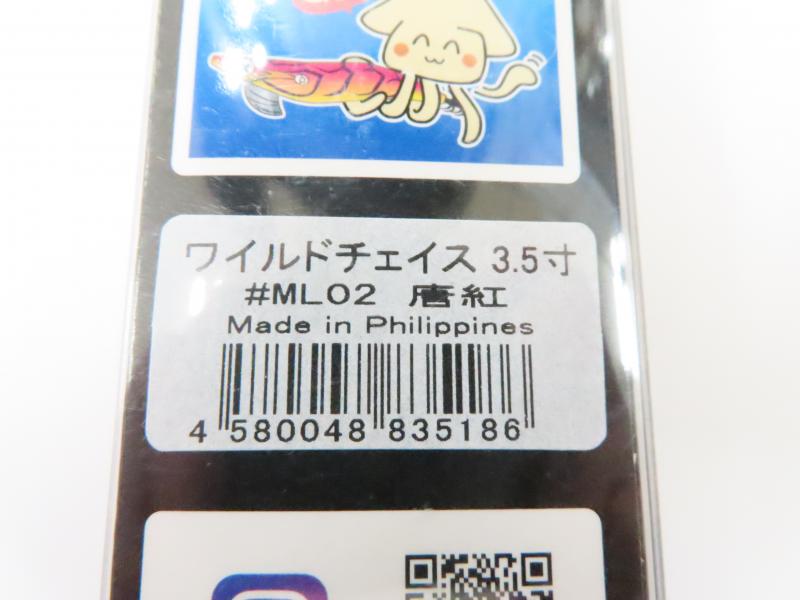 ワイルドチェイス 3.5寸
#ML02 唐紅
Made in Philippines
4 580048 835186